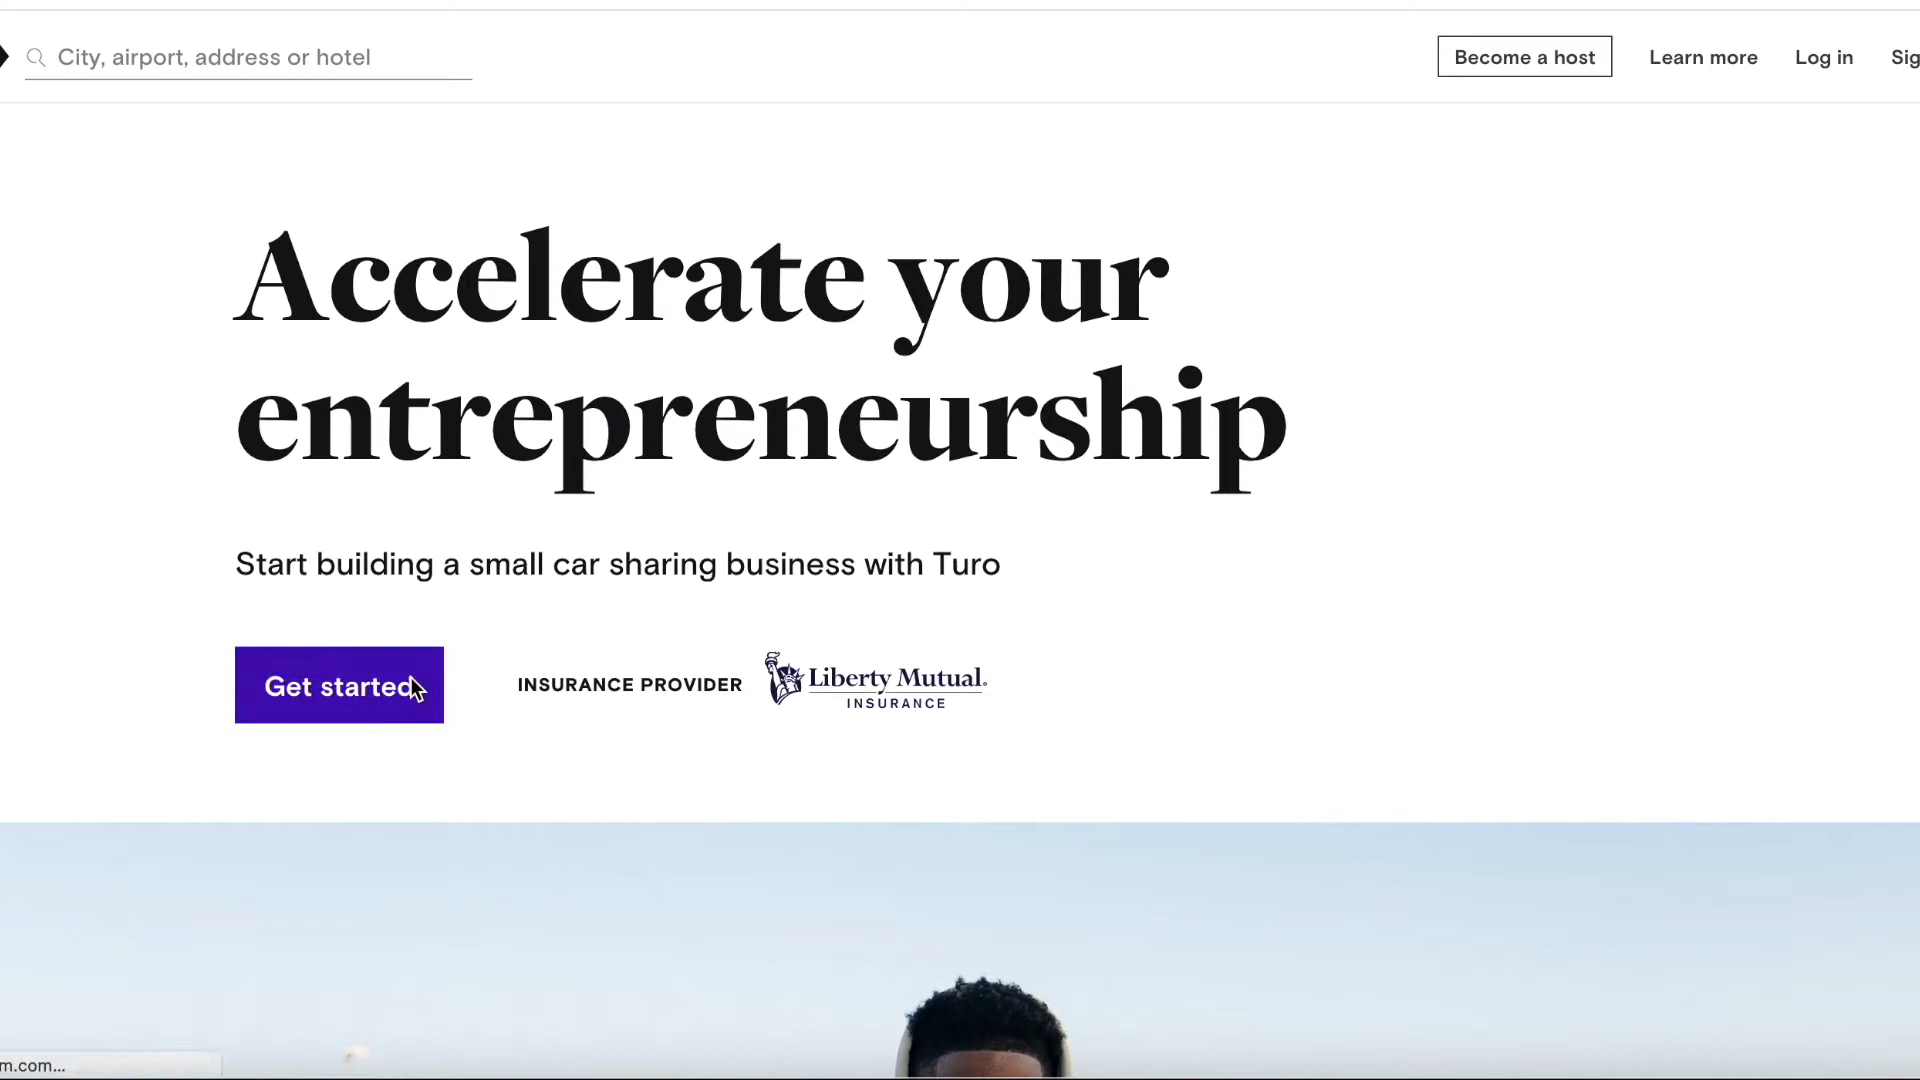 City, airport, address or hotel
Become a host
Learn more
Log in
Sig
Accelerate your
entrepreneurship
Start building a small car sharing business with Turo
Get started
INSURANCE PROVIDER
Liberty Mutual.
INSURANCE
m.com...